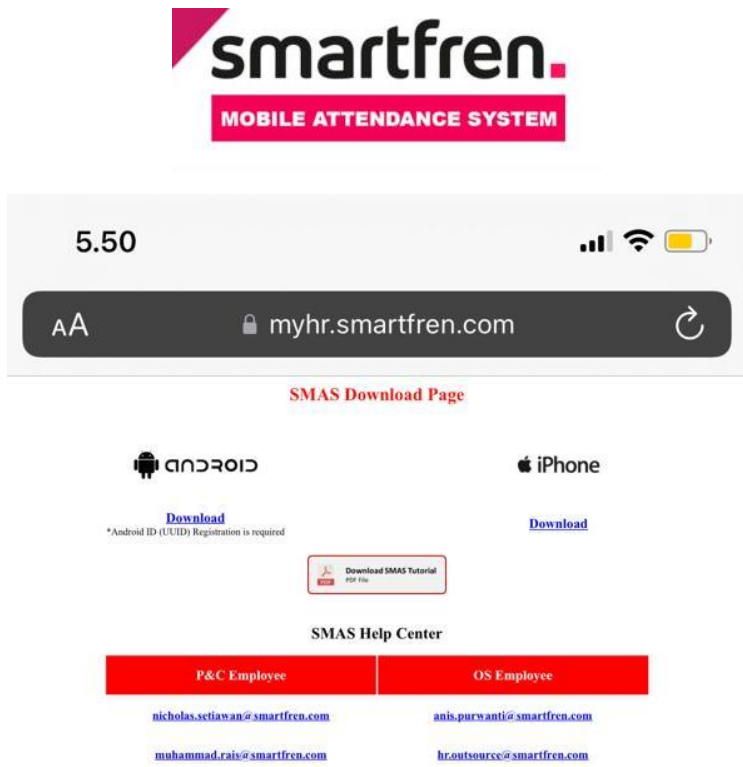 smartfren.
MOBILE ATTENDANCE SYSTEM
5.50
AA myhr.smartfren.com
SMAS Download Page
android iPhone
Download Download
*Android ID (UUID) Registration is required
Download SMAS Tutorial
PDF PDF File
SMAS Help Center
P&C Employee OS Employee
nicholas.setiawan@smartfren.com anis.purwanti@smartfren.com
muhammad.rais@smartfren.com hr.outsource@smartfren.com